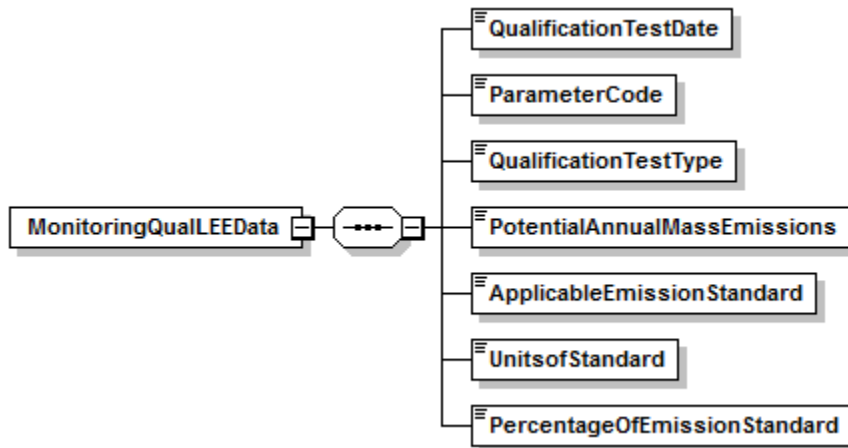 QualificationTestDate
ParameterCode
QualificationTestType
MonitoringQualLEEData
PotentialAnnualMassEmissions
ApplicableEmissionStandard
UnitsofStandard
PercentageOfEmissionStandard